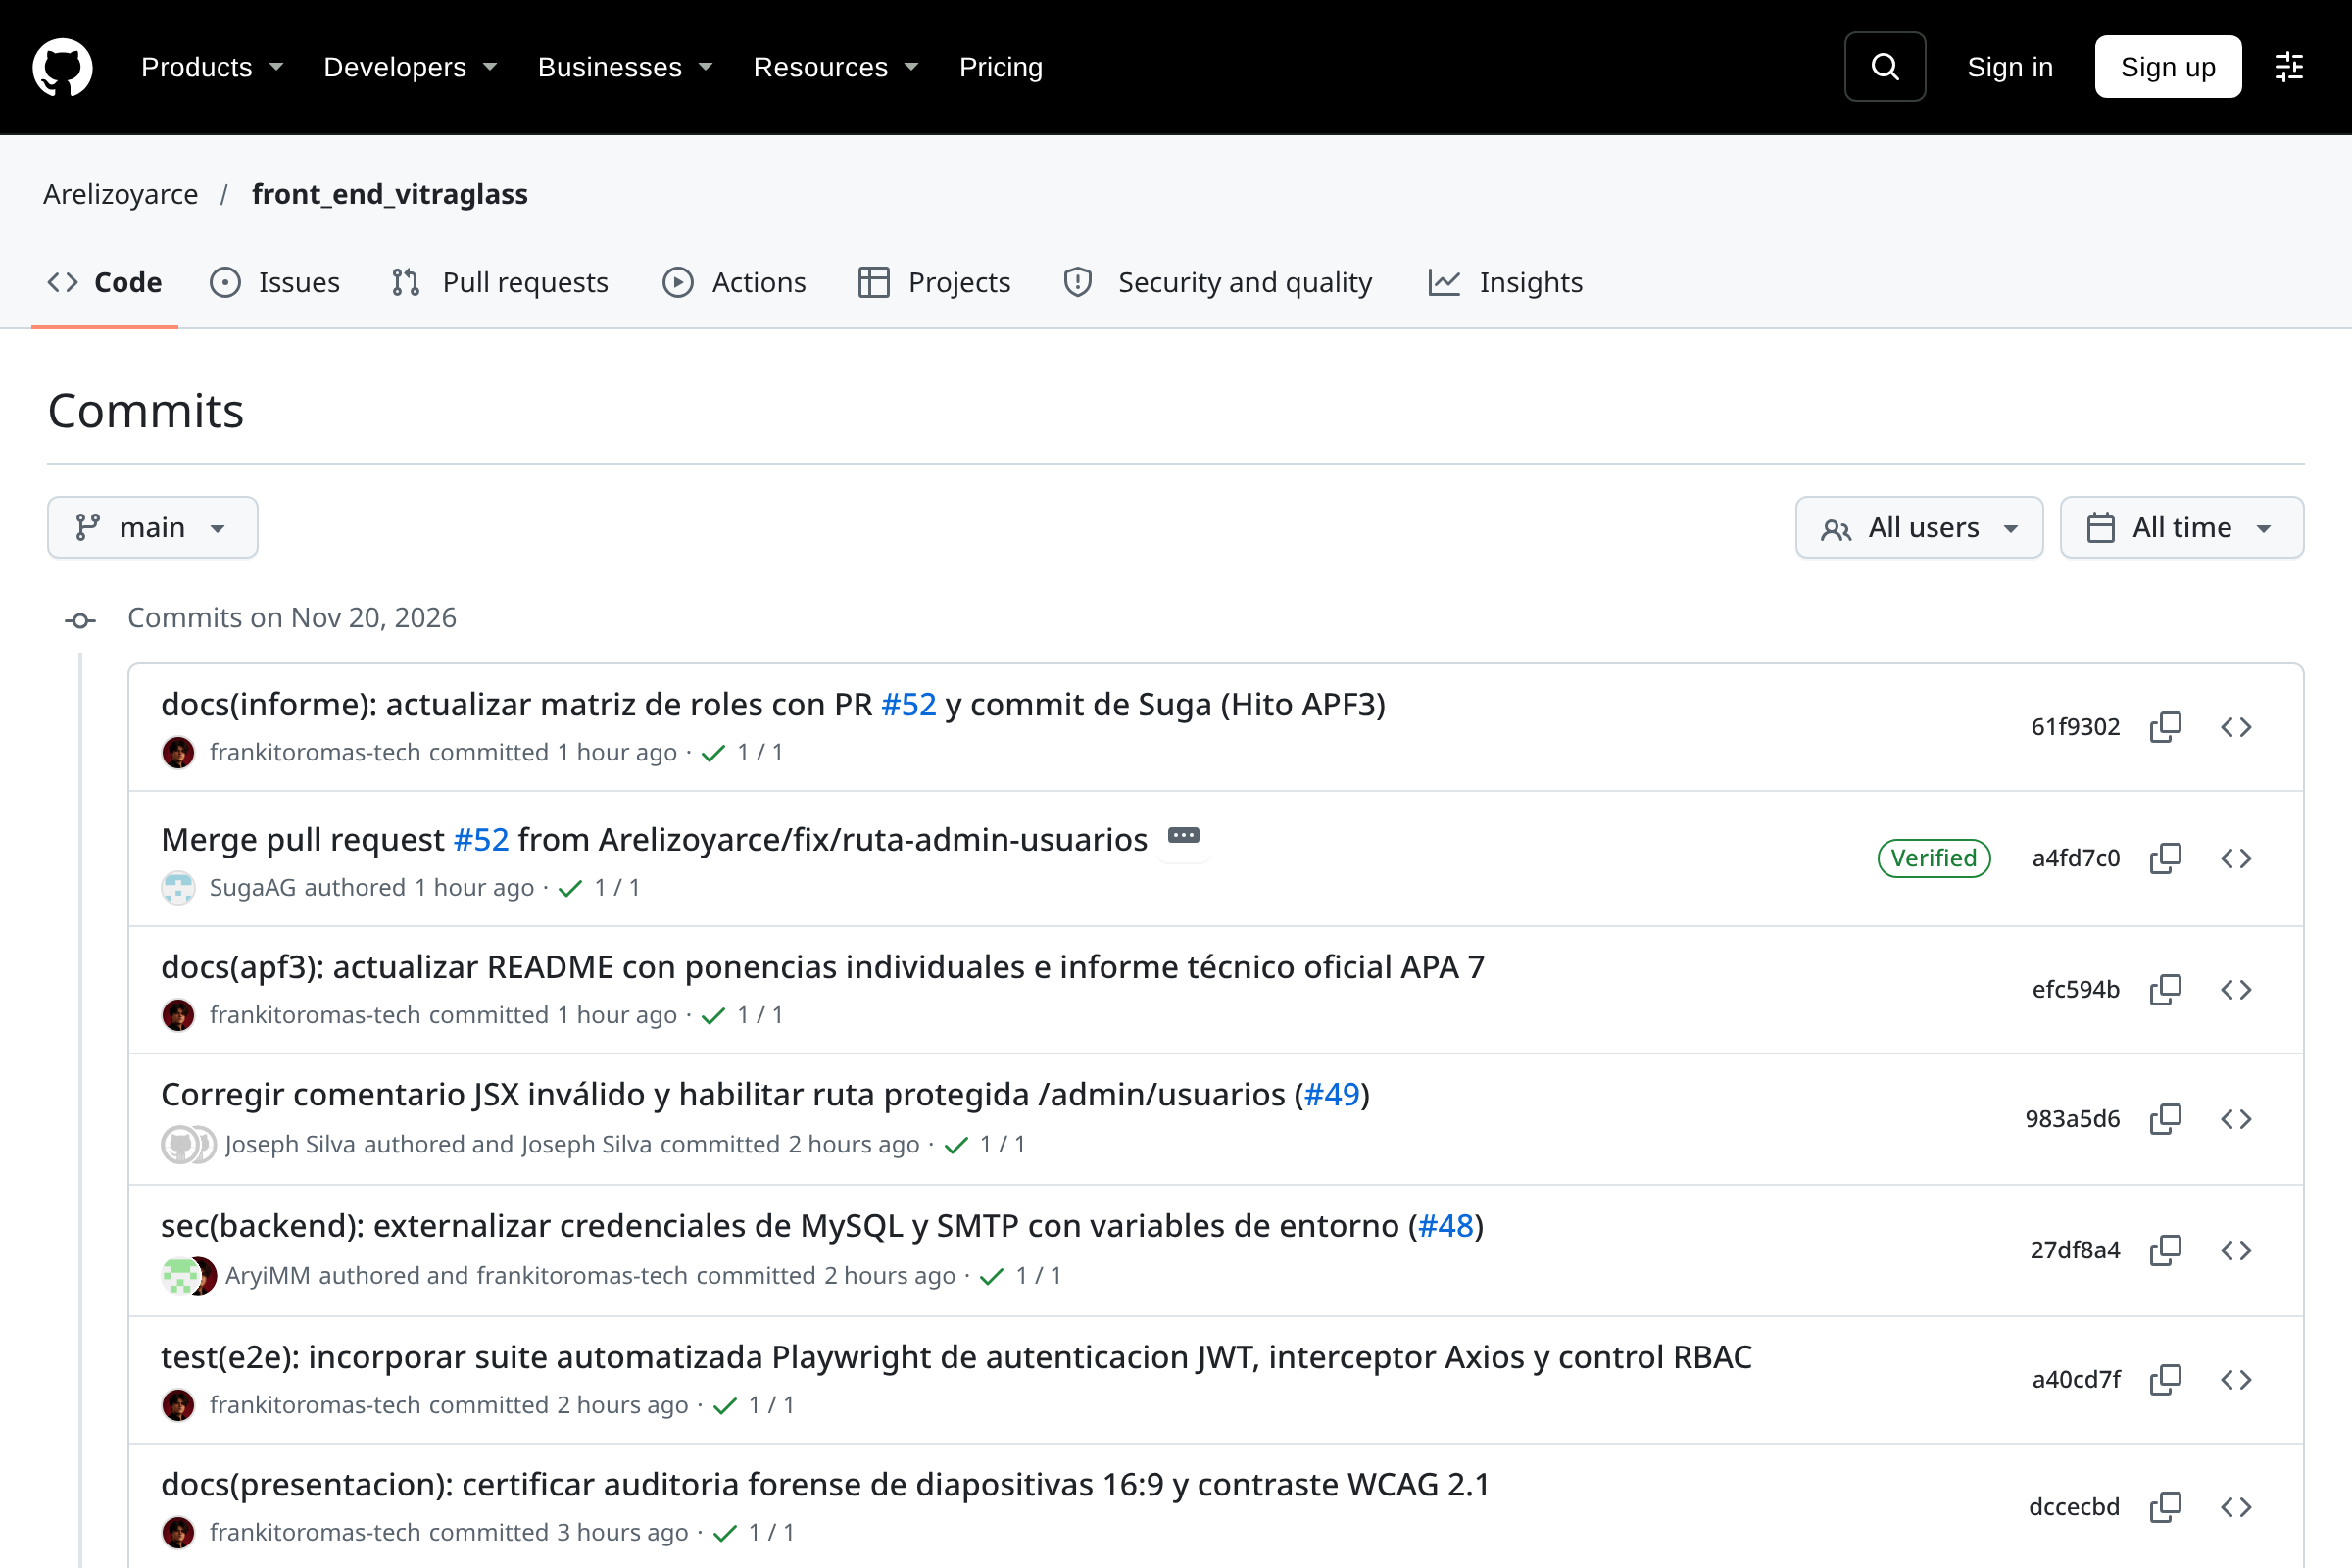 Products Developers Businesses Resources Pricing Sign in Sign up
Arelizoyarce / front_end_vitraglass
Code Issues Pull requests Actions Projects Security and quality Insights
Commits
main All users All time
Commits on Nov 20, 2026
docs(informe): actualizar matriz de roles con PR #52 y commit de Suga (Hito APF3)
frankitoromas-tech committed 1 hour ago · 1 / 1
61f9302
Merge pull request #52 from Arelizoyarce/fix/ruta-admin-usuarios
SugaAG authored 1 hour ago · 1 / 1
Verified a4fd7c0
docs(apf3): actualizar README con ponencias individuales e informe técnico oficial APA 7
frankitoromas-tech committed 1 hour ago · 1 / 1
efc594b
Corregir comentario JSX inválido y habilitar ruta protegida /admin/usuarios (#49)
Joseph Silva authored and Joseph Silva committed 2 hours ago · 1 / 1
983a5d6
sec(backend): externalizar credenciales de MySQL y SMTP con variables de entorno (#48)
AryiMM authored and frankitoromas-tech committed 2 hours ago · 1 / 1
27df8a4
test(e2e): incorporar suite automatizada Playwright de autenticacion JWT, interceptor Axios y control RBAC
frankitoromas-tech committed 2 hours ago · 1 / 1
a40cd7f
docs(presentacion): certificar auditoria forense de diapositivas 16:9 y contraste WCAG 2.1
frankitoromas-tech committed 3 hours ago · 1 / 1
dccecbd